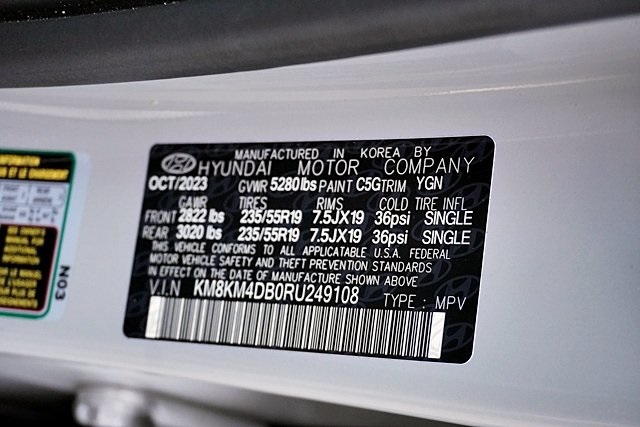 MANUFACTURED IN KOREA BY
HYUNDAI MOTOR COMPANY
OCT/2023 GVWR 5280lbs PAINT C5G TRIM YGN
GAWR TIRES RIMS COLD TIRE INFL
FRONT 2822 lbs 235/55R19 7.5JX19 36psi SINGLE
REAR 3020 lbs 235/55R19 7.5JX19 36psi SINGLE
THIS VEHICLE CONFORMS TO ALL APPLICATABLE U.S.A. FEDERAL
MOTOR VEHICLE SAFETY AND THEFT PREVENTION STANDARDS
IN EFFECT ON THE DATE OF MANUFACTURE SHOWN ABOVE
V.I.N KM8KM4DB0RU249108 TYPE : MPV
N03